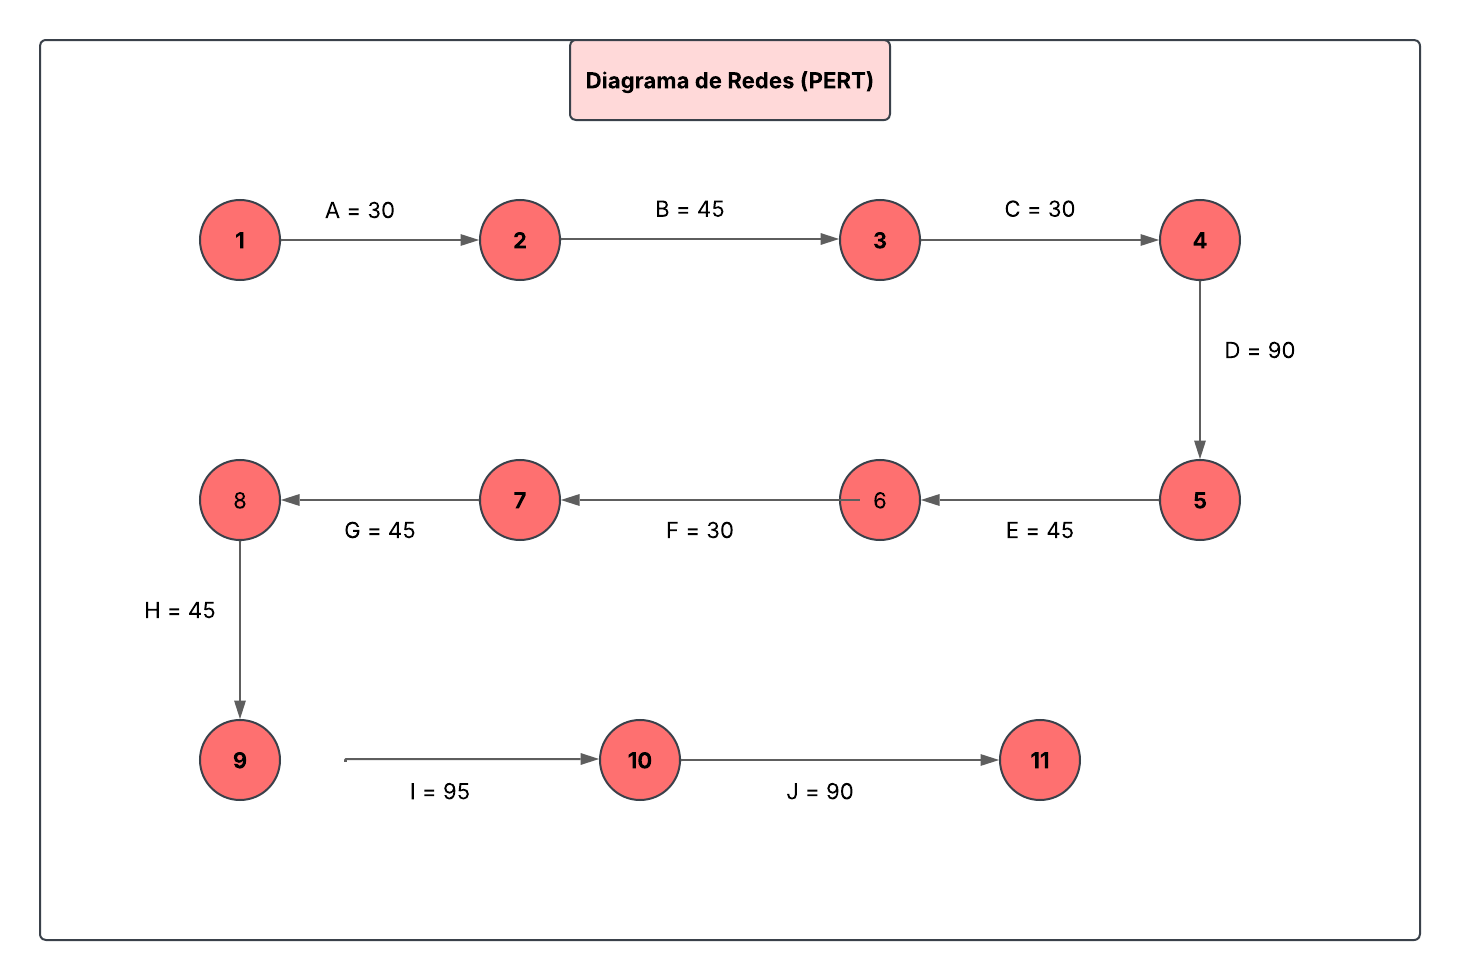 Diagrama de Redes (PERT)
A = 30
B = 45
C = 30
1
2
3
4
D = 90
8
7
6
5
G = 45
F = 30
E = 45
H = 45
9
10
11
I = 95
J = 90